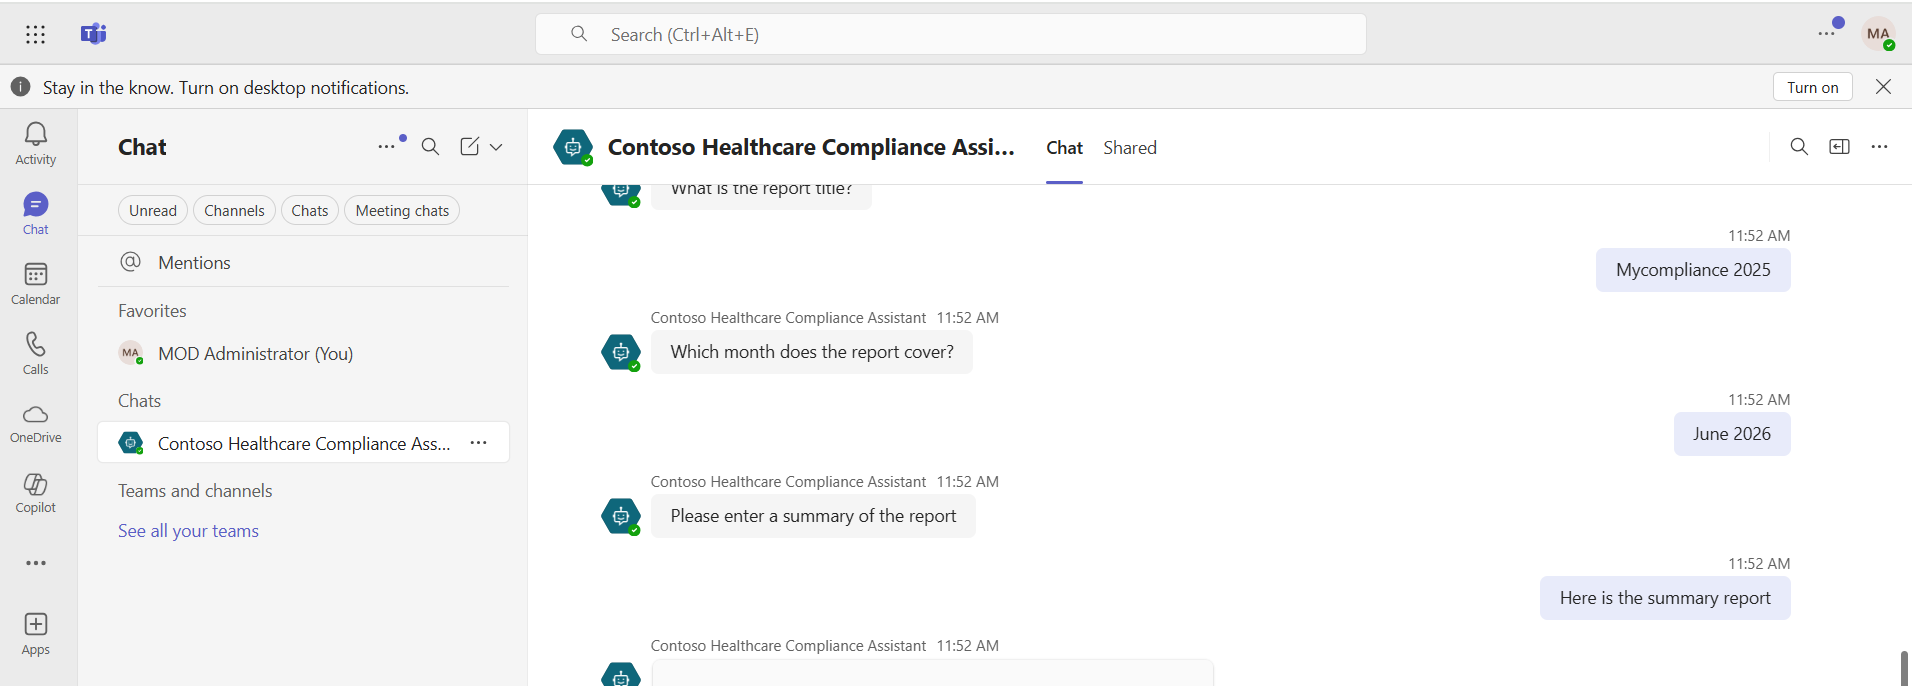 Search (Ctrl+Alt+E)
MA
Stay in the know. Turn on desktop notifications.
Turn on
Activity
Chat
Calendar
Calls
OneDrive
Copilot
Apps
Chat
Unread
Channels
Chats
Meeting chats
Mentions
Favorites
MA
MOD Administrator (You)
Chats
Contoso Healthcare Compliance Ass...
Teams and channels
See all your teams
Contoso Healthcare Compliance Assi...
Chat
Shared
What is the report title?
11:52 AM
Mycompliance 2025
Contoso Healthcare Compliance Assistant 11:52 AM
Which month does the report cover?
11:52 AM
June 2026
Contoso Healthcare Compliance Assistant 11:52 AM
Please enter a summary of the report
11:52 AM
Here is the summary report
Contoso Healthcare Compliance Assistant 11:52 AM